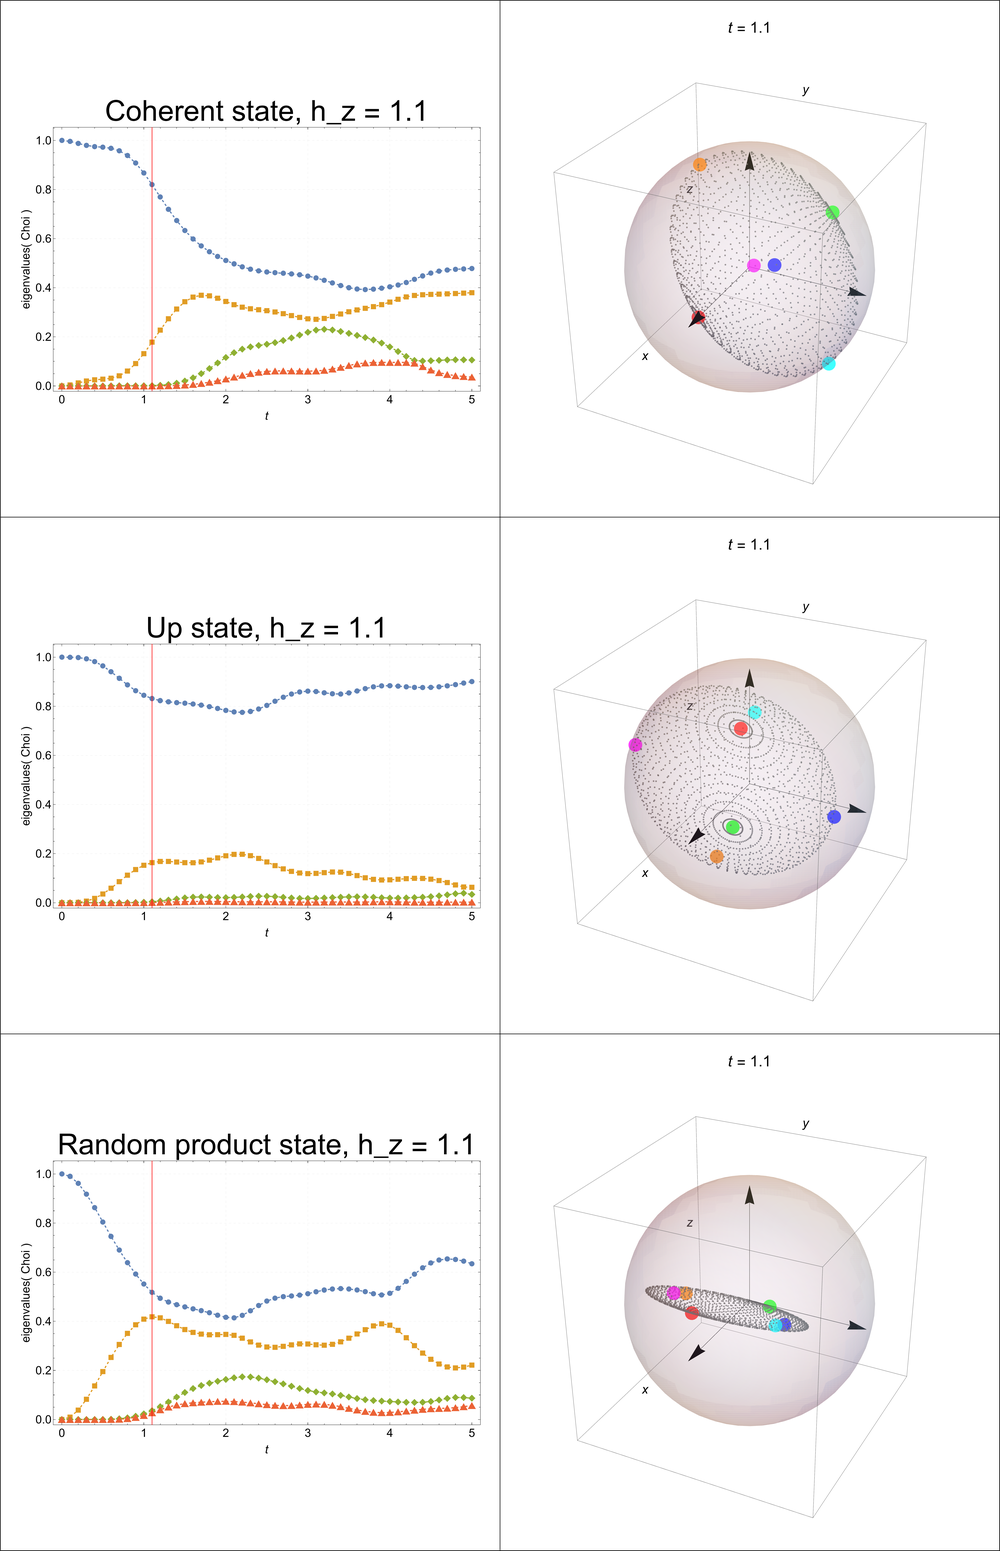 Coherent state, h_z = 1.1
eigenvalues( Choi )
1.0
0.8
0.6
0.4
0.2
0.0
0 1 2 3 4 5
t
t = 1.1
y
z
x
Up state, h_z = 1.1
eigenvalues( Choi )
1.0
0.8
0.6
0.4
0.2
0.0
0 1 2 3 4 5
t
t = 1.1
y
z
x
Random product state, h_z = 1.1
eigenvalues( Choi )
1.0
0.8
0.6
0.4
0.2
0.0
0 1 2 3 4 5
t
t = 1.1
y
z
x